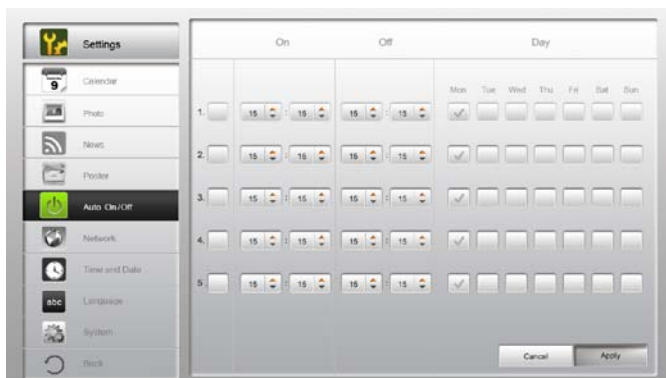 Settings
9 Calendar
Photo
News
Poster
Auto On/Off
Network
Time and Date
abc Language
System
Back
On Off Day
Mon Tue Wed Thu Fri Sat Sun
1. 15 : 15 15 : 15
2. 15 : 15 15 : 15
3. 15 : 15 15 : 15
4. 15 : 15 15 : 15
5. 15 : 15 15 : 15
Cancel Apply